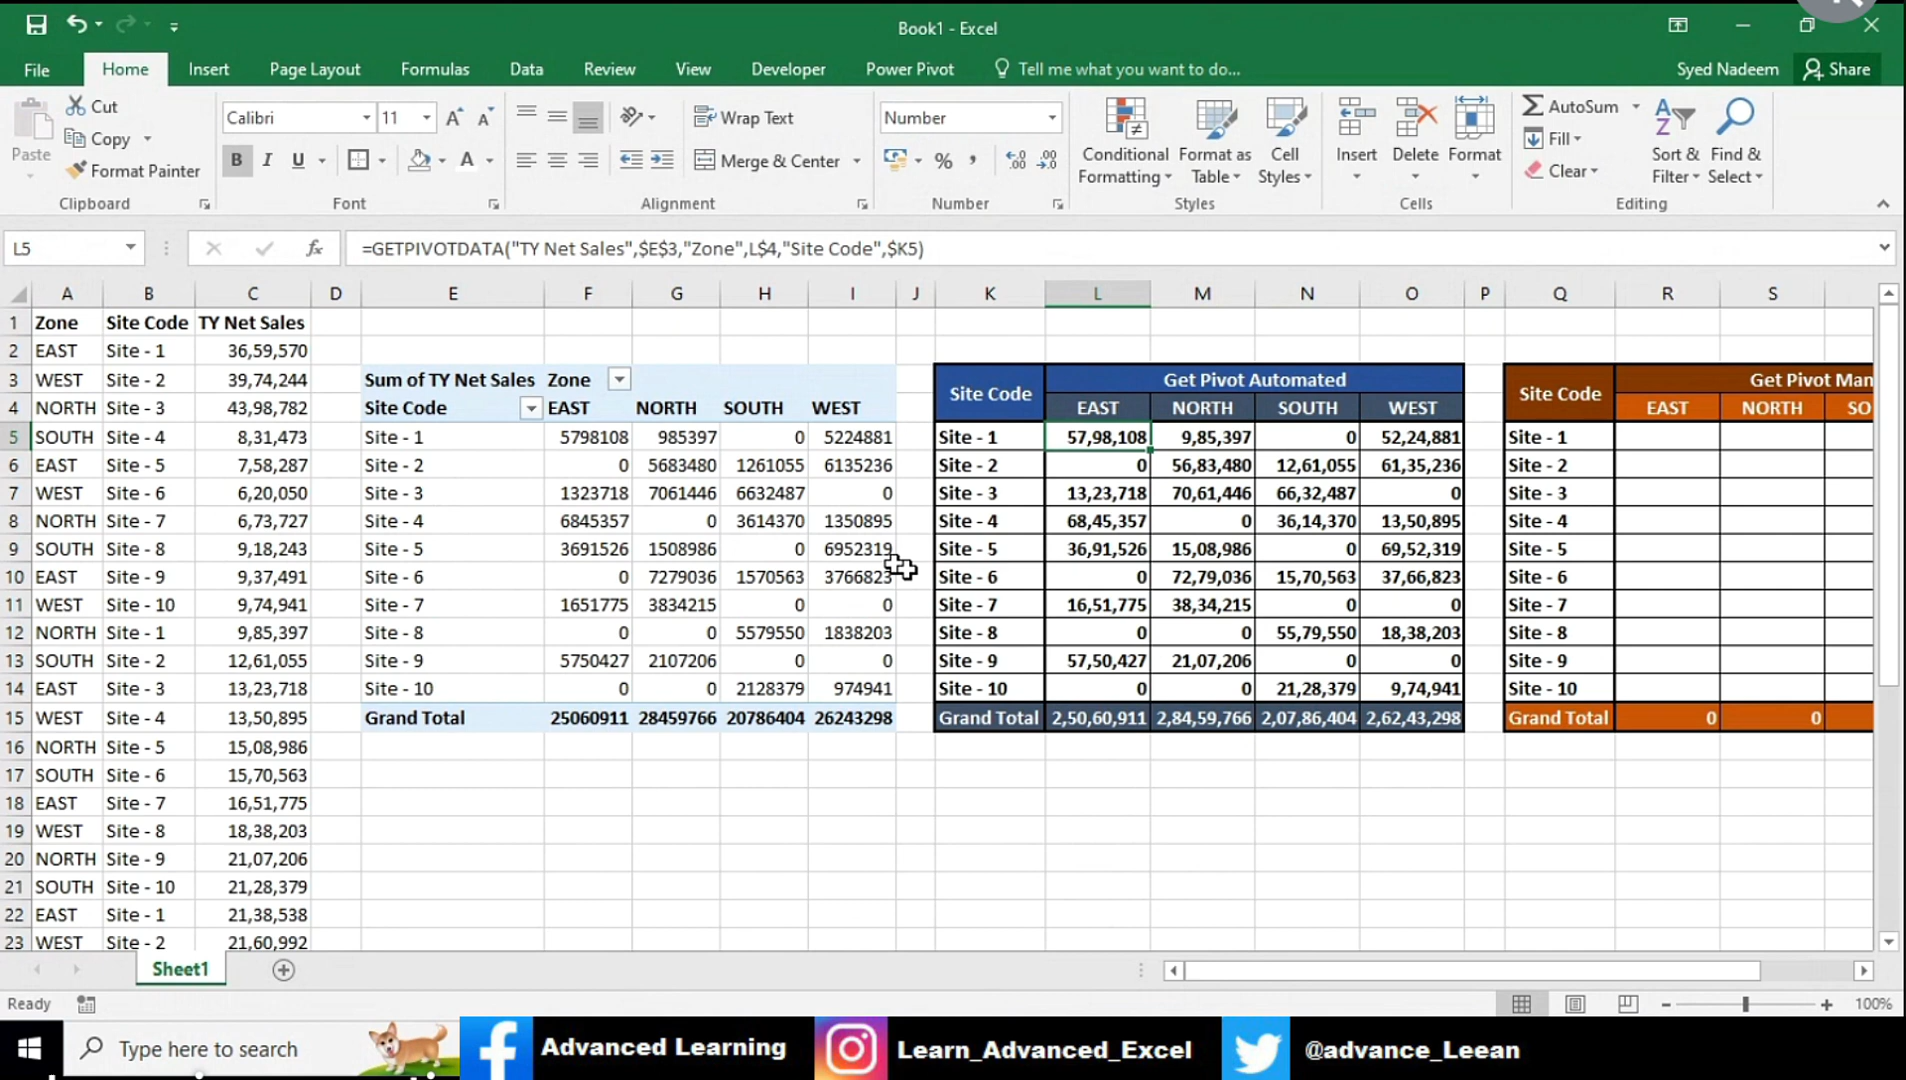 Book1 - Excel
File Home Insert Page Layout Formulas Data Review View Developer Power Pivot Tell me what you want to do... Syed Nadeem Share
Paste Cut Copy Format Painter Clipboard
Calibri 11 B I U A Font
Wrap Text Merge & Center Alignment
Number % , Number
Conditional Formatting Format as Table Cell Styles Styles
Insert Delete Format Cells
AutoSum Fill Clear Sort & Filter Find & Select Editing
L5 fx =GETPIVOTDATA("TY Net Sales",$E$3,"Zone",L$4,"Site Code",$K5)
A B C D E F G H I J K L M N O P Q R S
1 Zone Site Code TY Net Sales
2 EAST Site - 1 36,59,570
3 WEST Site - 2 39,74,244 Sum of TY Net Sales Zone Site Code Get Pivot Automated Site Code Get Pivot Man
4 NORTH Site - 3 43,98,782 Site Code EAST NORTH SOUTH WEST EAST NORTH SOUTH WEST EAST NORTH SO
5 SOUTH Site - 4 8,31,473 Site - 1 5798108 985397 0 5224881 Site - 1 57,98,108 9,85,397 0 52,24,881 Site - 1
6 EAST Site - 5 7,58,287 Site - 2 0 5683480 1261055 6135236 Site - 2 0 56,83,480 12,61,055 61,35,236 Site - 2
7 WEST Site - 6 6,20,050 Site - 3 1323718 7061446 6632487 0 Site - 3 13,23,718 70,61,446 66,32,487 0 Site - 3
8 NORTH Site - 7 6,73,727 Site - 4 6845357 0 3614370 1350895 Site - 4 68,45,357 0 36,14,370 13,50,895 Site - 4
9 SOUTH Site - 8 9,18,243 Site - 5 3691526 1508986 0 6952319 Site - 5 36,91,526 15,08,986 0 69,52,319 Site - 5
10 EAST Site - 9 9,37,491 Site - 6 0 7279036 1570563 3766823 Site - 6 0 72,79,036 15,70,563 37,66,823 Site - 6
11 WEST Site - 10 9,74,941 Site - 7 1651775 3834215 0 0 Site - 7 16,51,775 38,34,215 0 0 Site - 7
12 NORTH Site - 1 9,85,397 Site - 8 0 0 5579550 1838203 Site - 8 0 0 55,79,550 18,38,203 Site - 8
13 SOUTH Site - 2 12,61,055 Site - 9 5750427 2107206 0 0 Site - 9 57,50,427 21,07,206 0 0 Site - 9
14 EAST Site - 3 13,23,718 Site - 10 0 0 2128379 974941 Site - 10 0 0 21,28,379 9,74,941 Site - 10
15 WEST Site - 4 13,50,895 Grand Total 25060911 28459766 20786404 26243298 Grand Total 2,50,60,911 2,84,59,766 2,07,86,404 2,62,43,298 Grand Total 0 0
16 NORTH Site - 5 15,08,986
17 SOUTH Site - 6 15,70,563
18 EAST Site - 7 16,51,775
19 WEST Site - 8 18,38,203
20 NORTH Site - 9 21,07,206
21 SOUTH Site - 10 21,28,379
22 EAST Site - 1 21,38,538
23 WEST Site - 2 21,60,992
Sheet1
Ready 100%
Type here to search Advanced Learning Learn_Advanced_Excel @advance_Leean